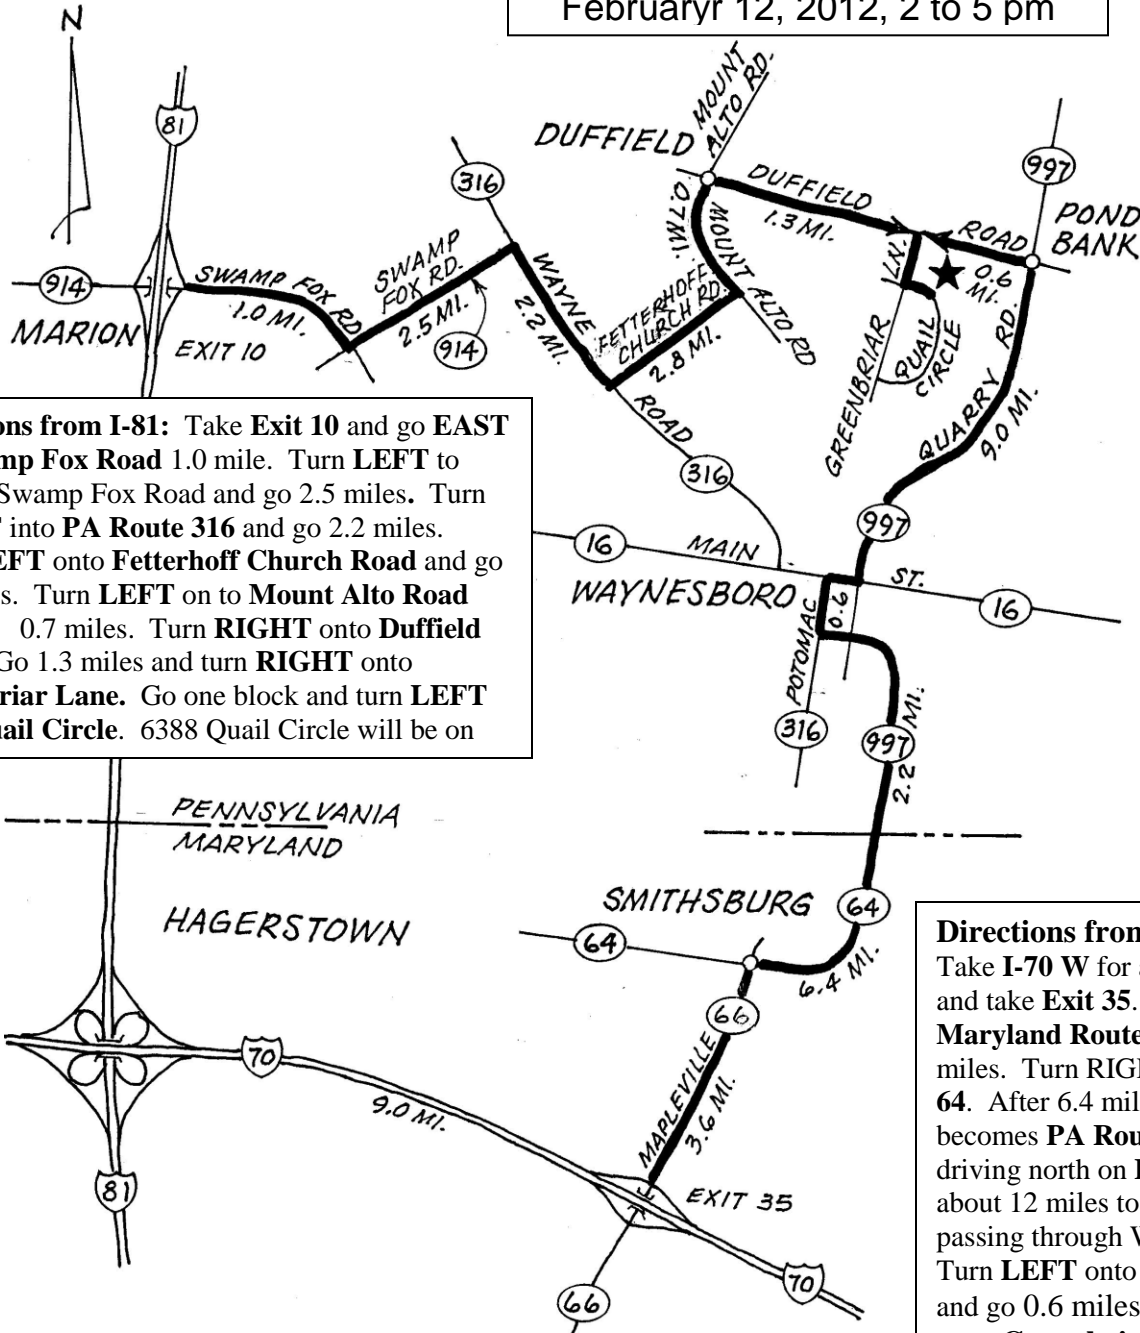 Februaryr 12, 2012, 2 to 5 pm
N
81
MOUNT
ALTO RD.
DUFFIELD
997
316
DUFFIELD
1.3 MI.
ROAD
POND
BANK
0.7 MI.
MOUNT ALTO RD
SWAMP
FOX RD.
2.5 MI.
914
WAYNE
2.2 MI.
ROAD
FETTERHOFF
CHURCH RD.
2.8 MI.
LN.
GREENBRIAR
QUAIL
CIRCLE
0.6
MI.
QUARRY RD.
9.0 MI.
914
SWAMP FOX RD
1.0 MI.
MARION
EXIT 10
ons from I-81: Take Exit 10 and go EAST
mp Fox Road 1.0 mile. Turn LEFT to
Swamp Fox Road and go 2.5 miles. Turn
into PA Route 316 and go 2.2 miles.
EFT onto Fetterhoff Church Road and go
s. Turn LEFT on to Mount Alto Road
0.7 miles. Turn RIGHT onto Duffield
Go 1.3 miles and turn RIGHT onto
riar Lane. Go one block and turn LEFT
uail Circle. 6388 Quail Circle will be on
316
997
16
MAIN
ST.
16
WAYNESBORO
0.6
POTOMAC
316
997
2.2 MI.
PENNSYLVANIA
MARYLAND
HAGERSTOWN
SMITHSBURG
64
64
6.4 MI.
66
MAPLEVILLE
3.6 MI.
70
9.0 MI.
81
EXIT 35
70
66
Directions from
Take I-70 W for a
and take Exit 35.
Maryland Route
miles. Turn RIGH
64. After 6.4 mil
becomes PA Rou
driving north on
about 12 miles to
passing through W
Turn LEFT onto
and go 0.6 miles